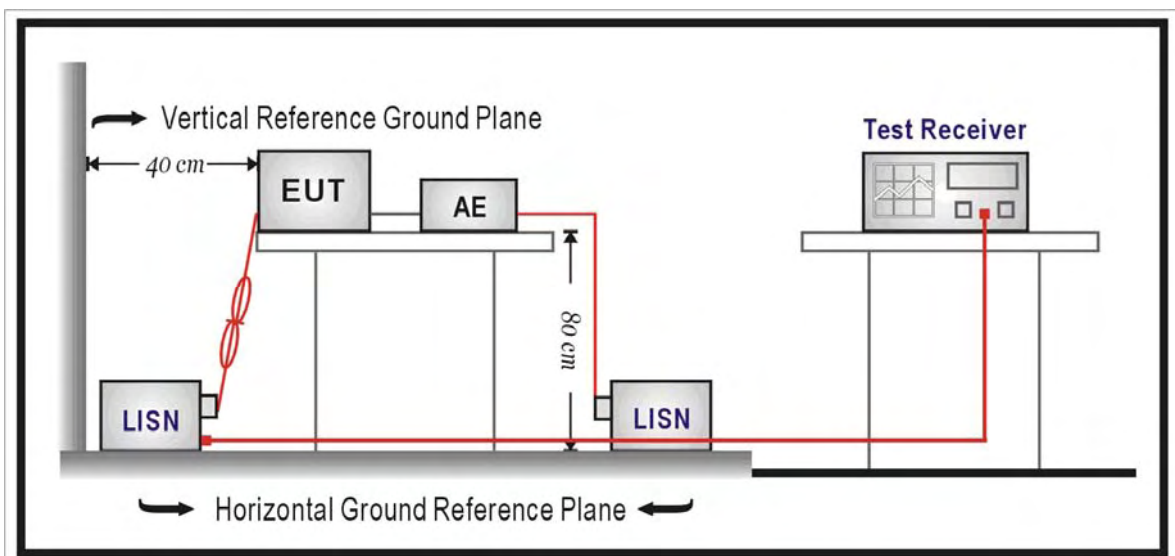 Vertical Reference Ground Plane
40 cm
EUT
AE
Test Receiver
80 cm
LISN
LISN
Horizontal Ground Reference Plane